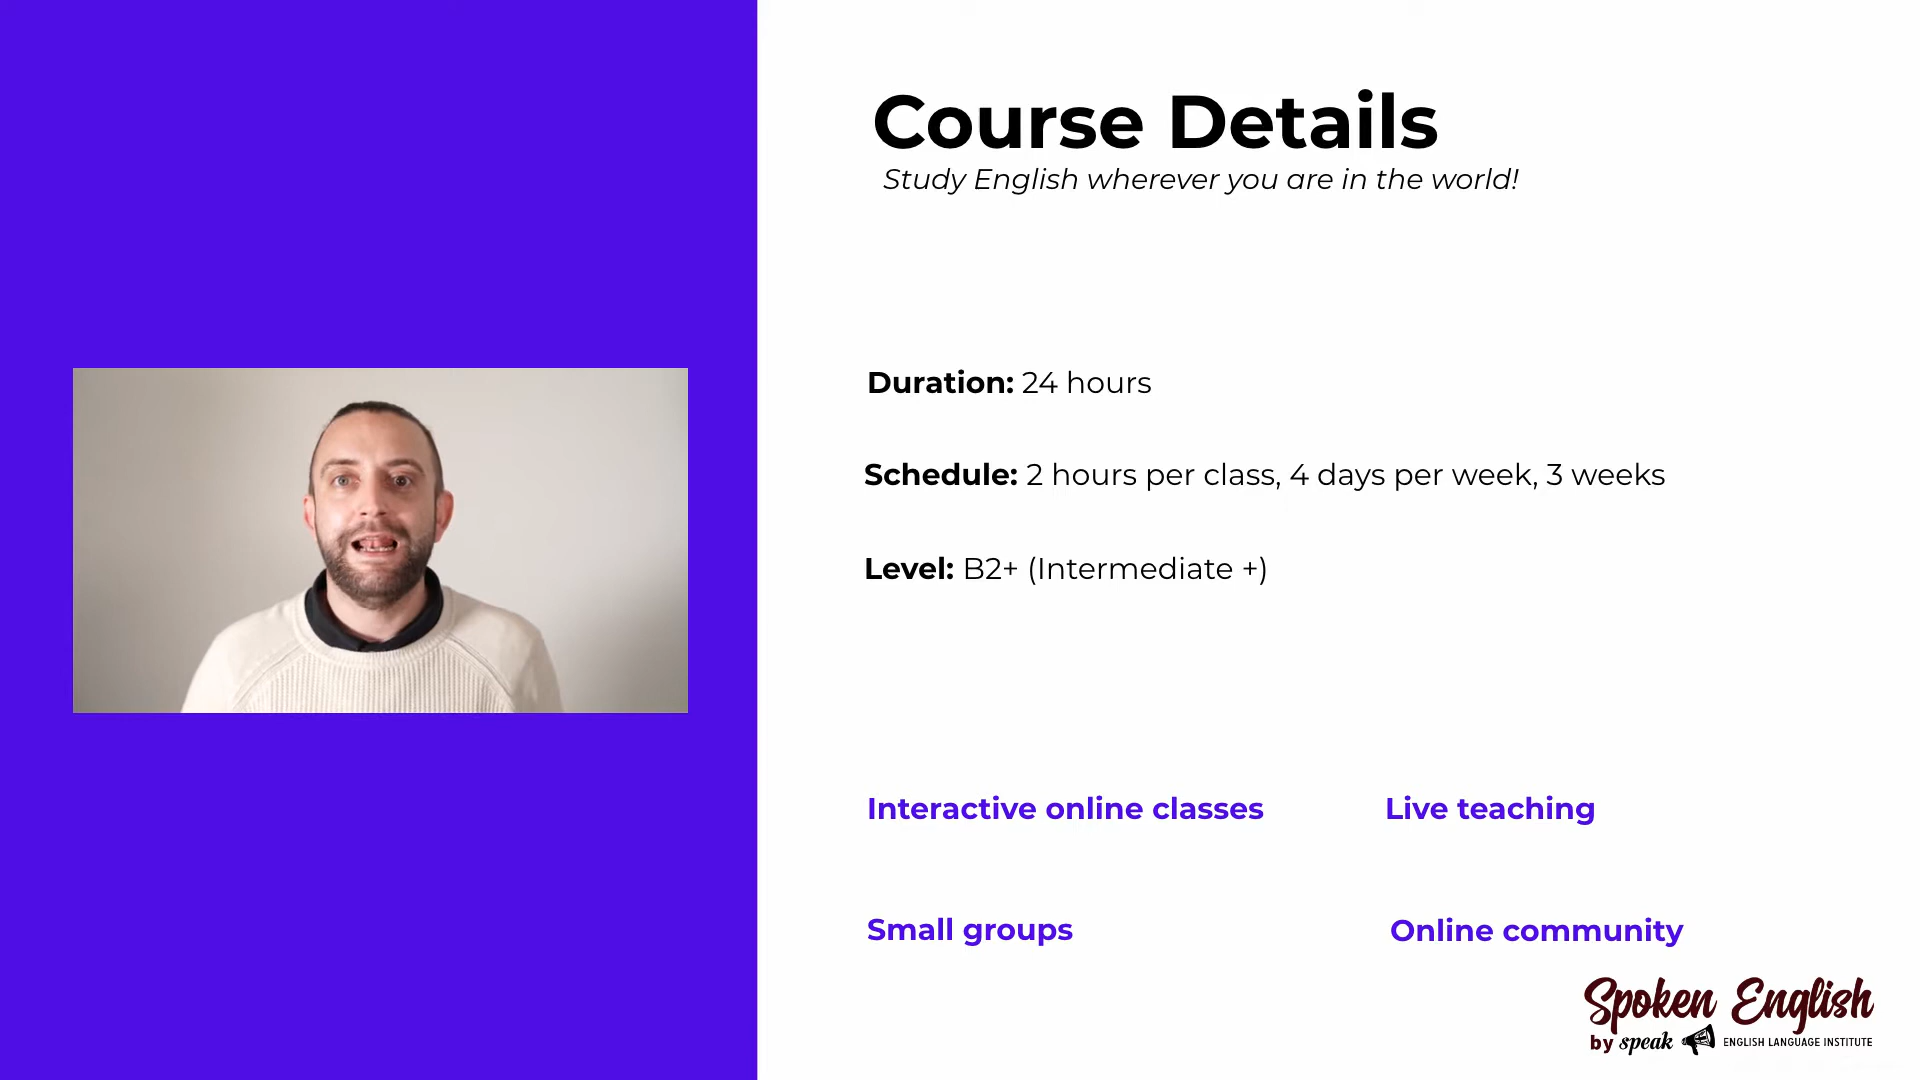 Course Details
Study English wherever you are in the world!
Duration: 24 hours
Schedule: 2 hours per class, 4 days per week, 3 weeks
Level: B2+ (Intermediate +)
Interactive online classes
Live teaching
Small groups
Online community
Spoken English
by speak ENGLISH LANGUAGE INSTITUTE